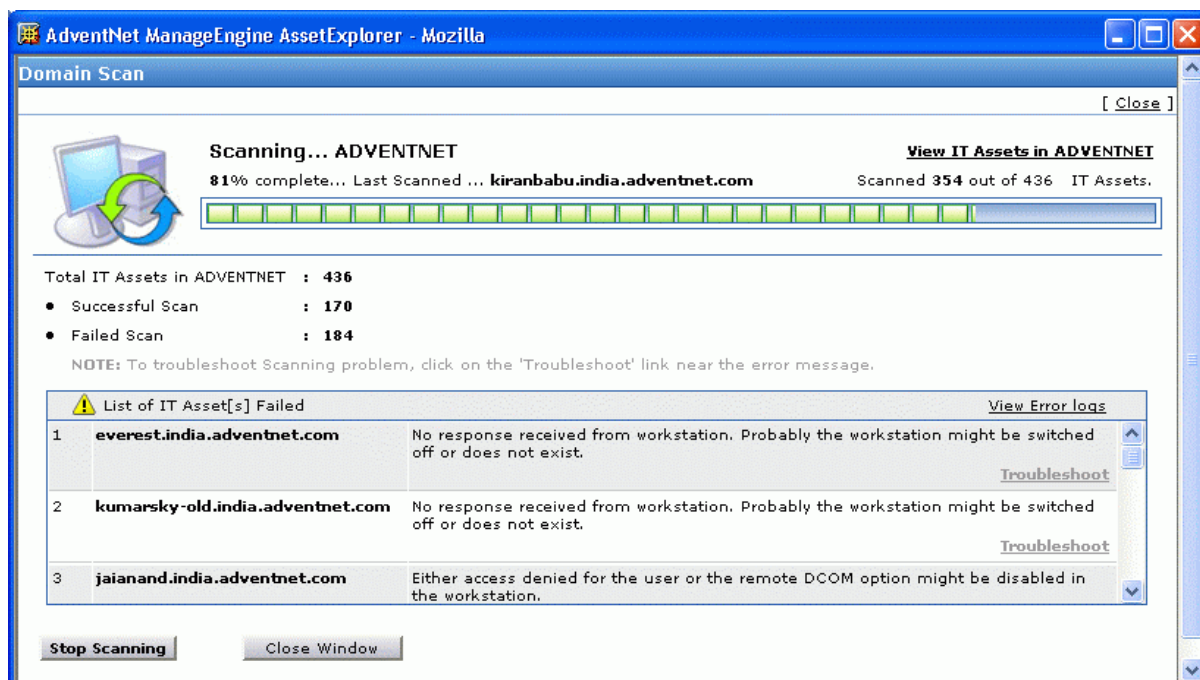 AdventNet ManageEngine AssetExplorer - Mozilla
Domain Scan
[ Close ]
Scanning... ADVENTNET
View IT Assets in ADVENTNET
81% complete... Last Scanned ... kiranbabu.india.adventnet.com
Scanned 354 out of 436 IT Assets.
Total IT Assets in ADVENTNET : 436
• Successful Scan : 170
• Failed Scan : 184
NOTE: To troubleshoot Scanning problem, click on the 'Troubleshoot' link near the error message.
List of IT Asset[s] Failed
View Error logs
1 everest.india.adventnet.com No response received from workstation. Probably the workstation might be switched
off or does not exist.
Troubleshoot
2 kumarsky-old.india.adventnet.com No response received from workstation. Probably the workstation might be switched
off or does not exist.
Troubleshoot
3 jaianand.india.adventnet.com Either access denied for the user or the remote DCOM option might be disabled in
the workstation.
Stop Scanning
Close Window